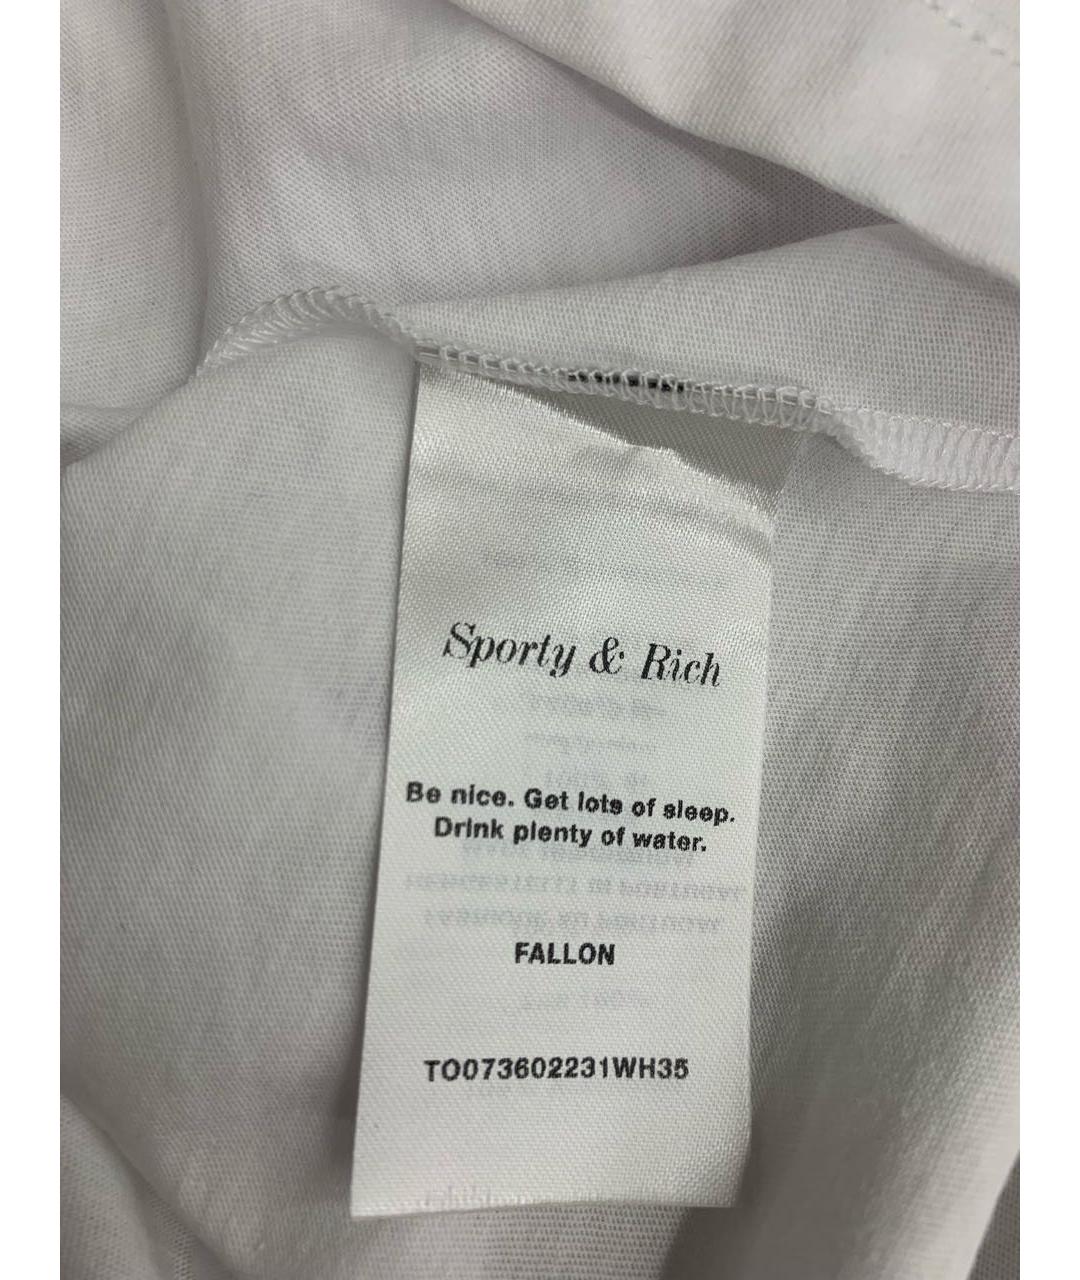 Sporty & Rich
Be nice. Get lots of sleep.
Drink plenty of water.
FALLON
TO073602231WH35